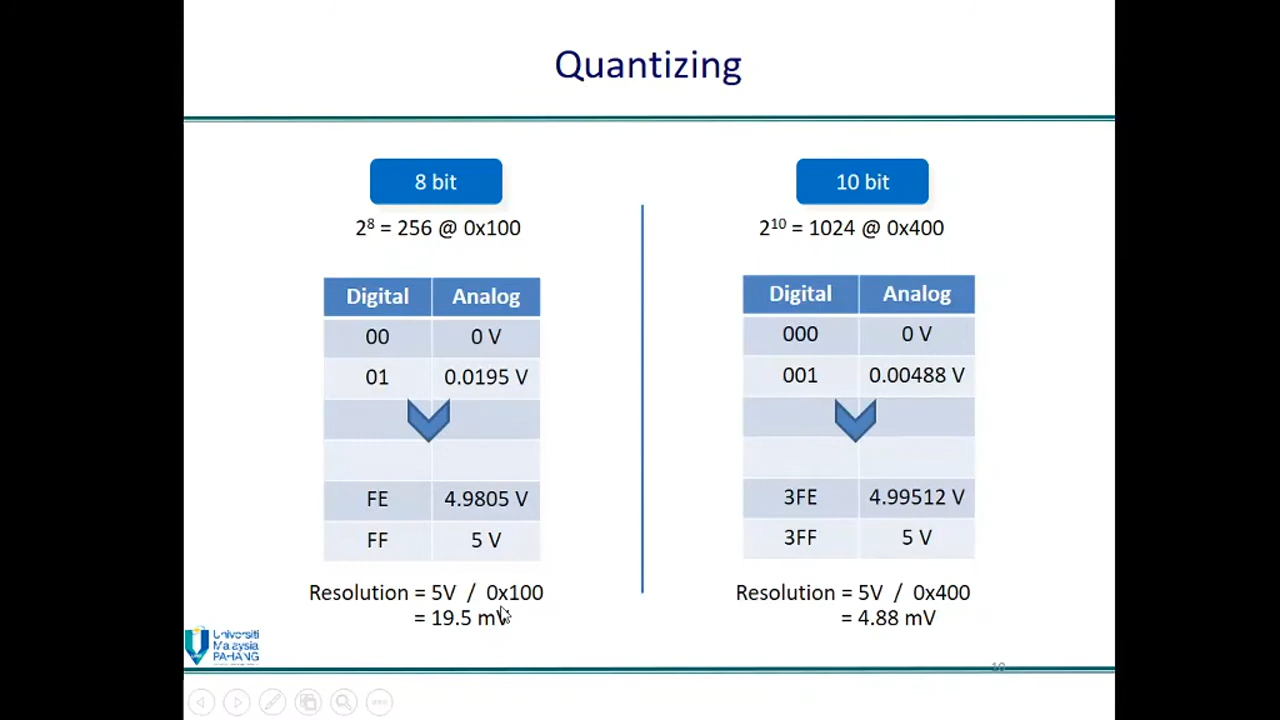 Quantizing
8 bit
2⁸ = 256 @ 0x100
Digital Analog
00 0 V
01 0.0195 V
FE 4.9805 V
FF 5 V
Resolution = 5V / 0x100
= 19.5 mV
10 bit
2¹⁰ = 1024 @ 0x400
Digital Analog
000 0 V
001 0.00488 V
3FE 4.99512 V
3FF 5 V
Resolution = 5V / 0x400
= 4.88 mV
Universiti
Malaysia
PAHANG
10